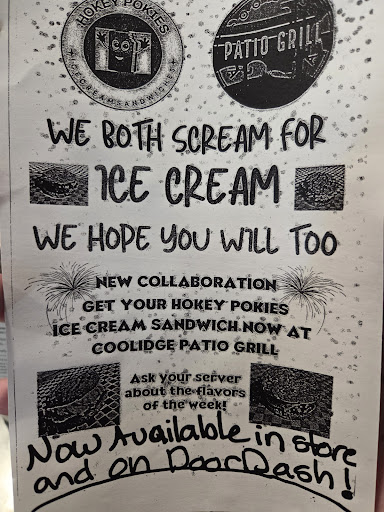 HOKEY POKIES
ICE CREAM SANDWICHES
PATIO GRILL
WE BOTH SCREAM FOR
ICE CREAM
WE HOPE YOU WILL TOO
NEW COLLABORATION
GET YOUR HOKEY POKIES
ICE CREAM SANDWICH NOW AT
COOLIDGE PATIO GRILL
Ask your server
about the flavors
of the week!
Now Available in store
and on DoorDash!